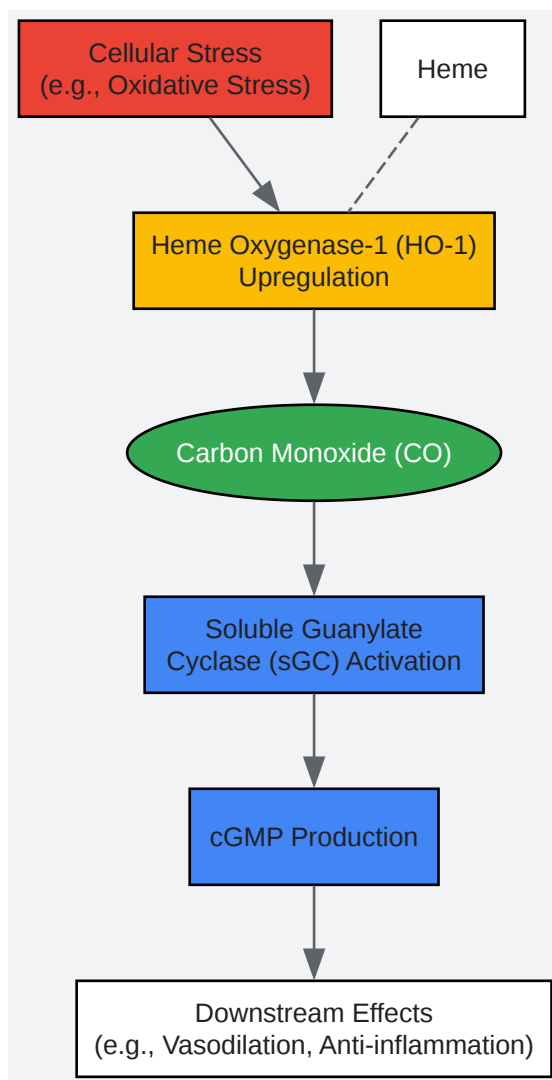 Cellular Stress
(e.g., Oxidative Stress)
Heme
Heme Oxygenase-1 (HO-1)
Upregulation
Carbon Monoxide (CO)
Soluble Guanylate
Cyclase (sGC) Activation
cGMP Production
Downstream Effects
(e.g., Vasodilation, Anti-inflammation)